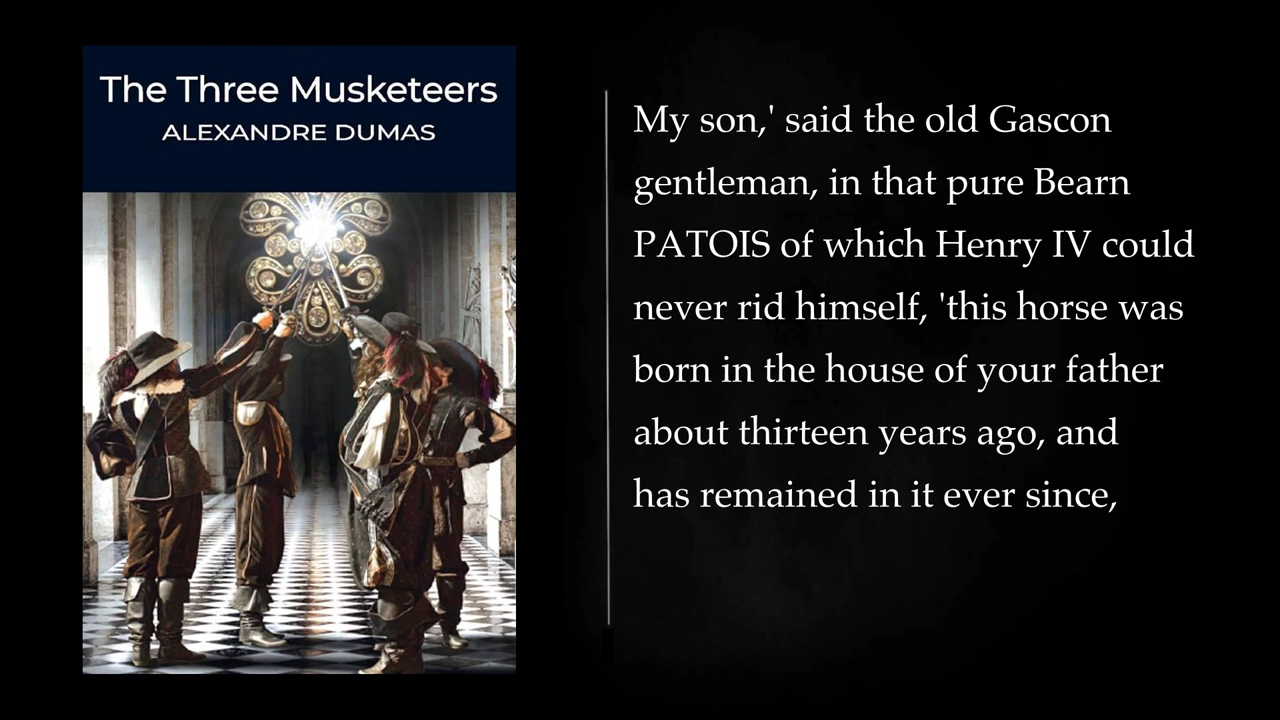 The Three Musketeers
ALEXANDRE DUMAS
My son,' said the old Gascon
gentleman, in that pure Bearn
PATOIS of which Henry IV could
never rid himself, 'this horse was
born in the house of your father
about thirteen years ago, and
has remained in it ever since,